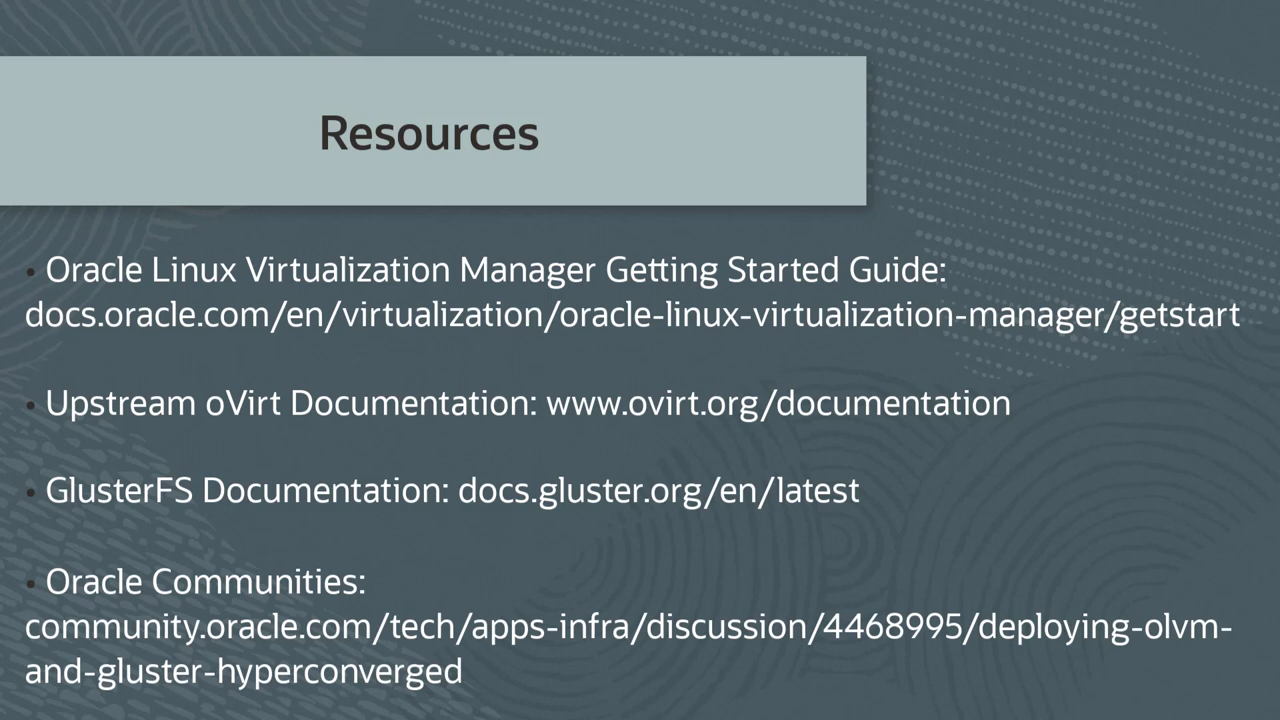 Resources
• Oracle Linux Virtualization Manager Getting Started Guide:
docs.oracle.com/en/virtualization/oracle-linux-virtualization-manager/getstart
• Upstream oVirt Documentation: www.ovirt.org/documentation
• GlusterFS Documentation: docs.gluster.org/en/latest
• Oracle Communities:
community.oracle.com/tech/apps-infra/discussion/4468995/deploying-olvm-
and-gluster-hyperconverged